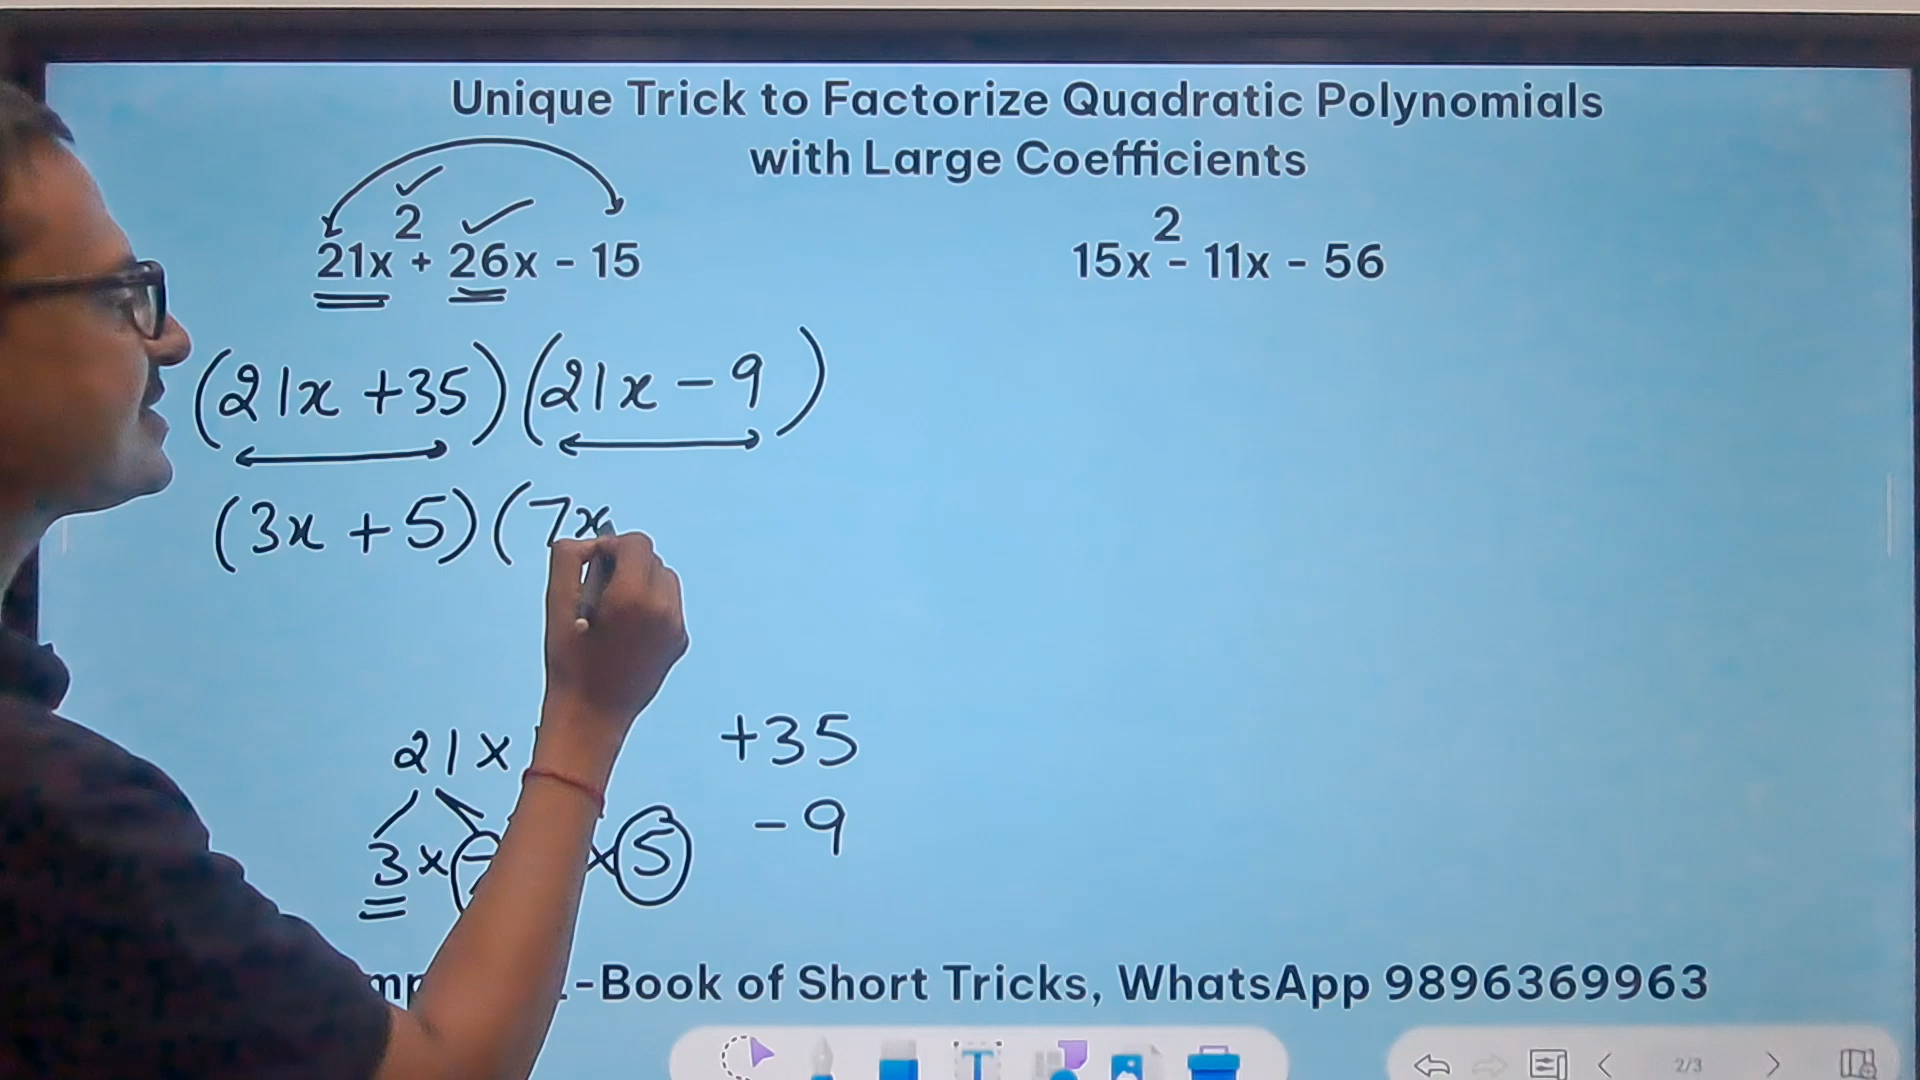 Unique Trick to Factorize Quadratic Polynomials
with Large Coefficients
21x² + 26x - 15
15x² - 11x - 56
(21x +35)(21x - 9)
(3x + 5)(7x
21x
+35
3x
x5
-9
-Book of Short Tricks, WhatsApp 9896369963
T
2/3